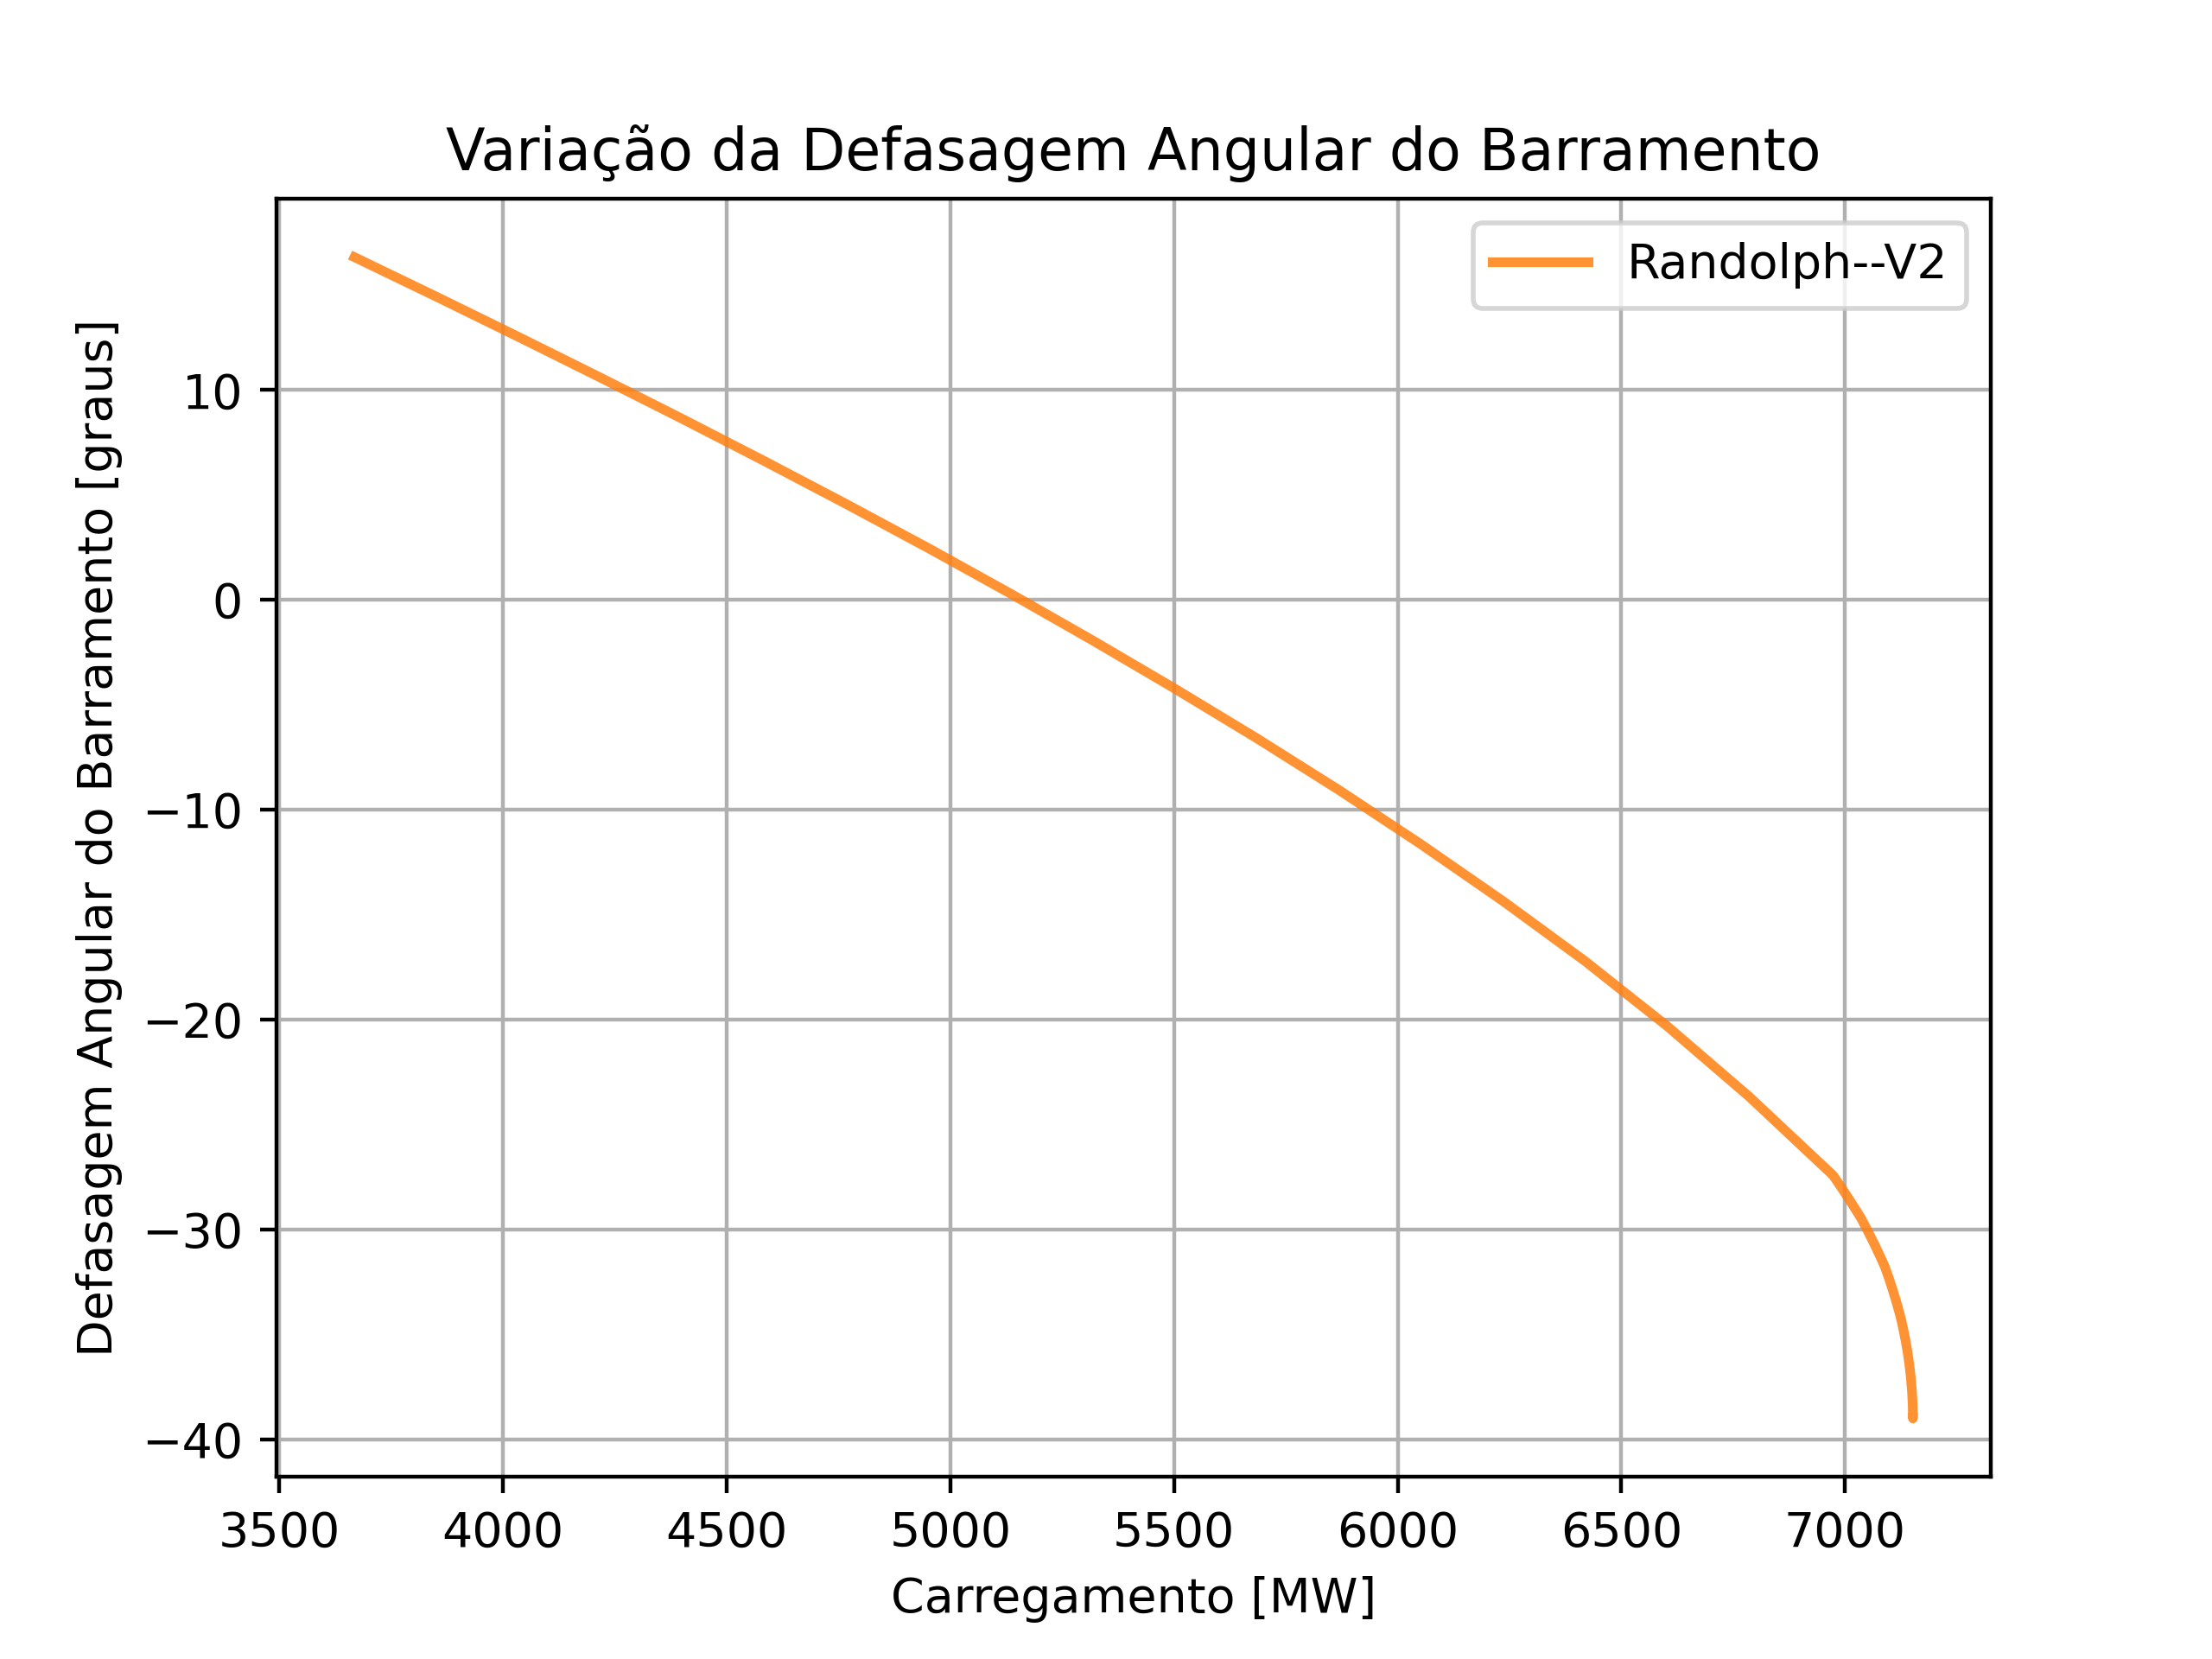 Variação da Defasagem Angular do Barramento
Randolph--V2
Defasagem Angular do Barramento [graus]
10
0
−10
−20
−30
−40
3500 4000 4500 5000 5500 6000 6500 7000
Carregamento [MW]